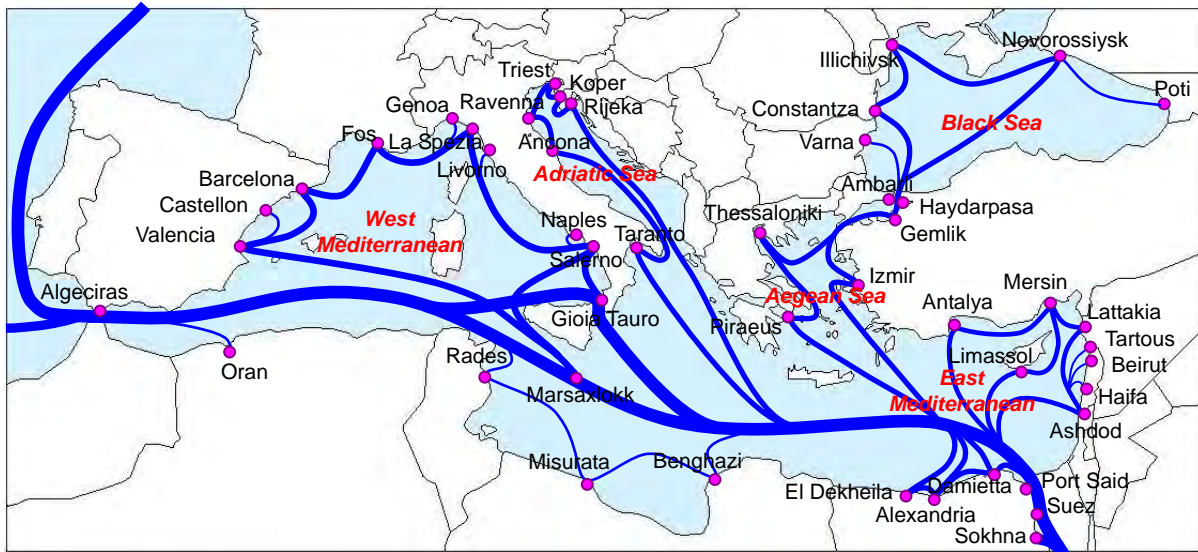 Novorossiysk
Illichivsk
Triest
Koper
Poti
Genoa
Ravenna
Rijeka
Constantza
Black Sea
Fos
La Spezia
Ancona
Varna
Livorno
Adriatic Sea
Barcelona
Ambarli
Castellon
Haydarpasa
West
Mediterranean
Naples
Taranto
Thessaloniki
Gemlik
Valencia
Salerno
Izmir
Mersin
Algeciras
Aegean Sea
Antalya
Lattakia
Gioia Tauro
Piraeus
Tartous
Rades
Limassol
Beirut
Oran
Marsaxlokk
East
Mediterranean
Haifa
Ashdod
Misurata
Benghazi
El Dekheila
Damietta
Port Said
Alexandria
Suez
Sokhna